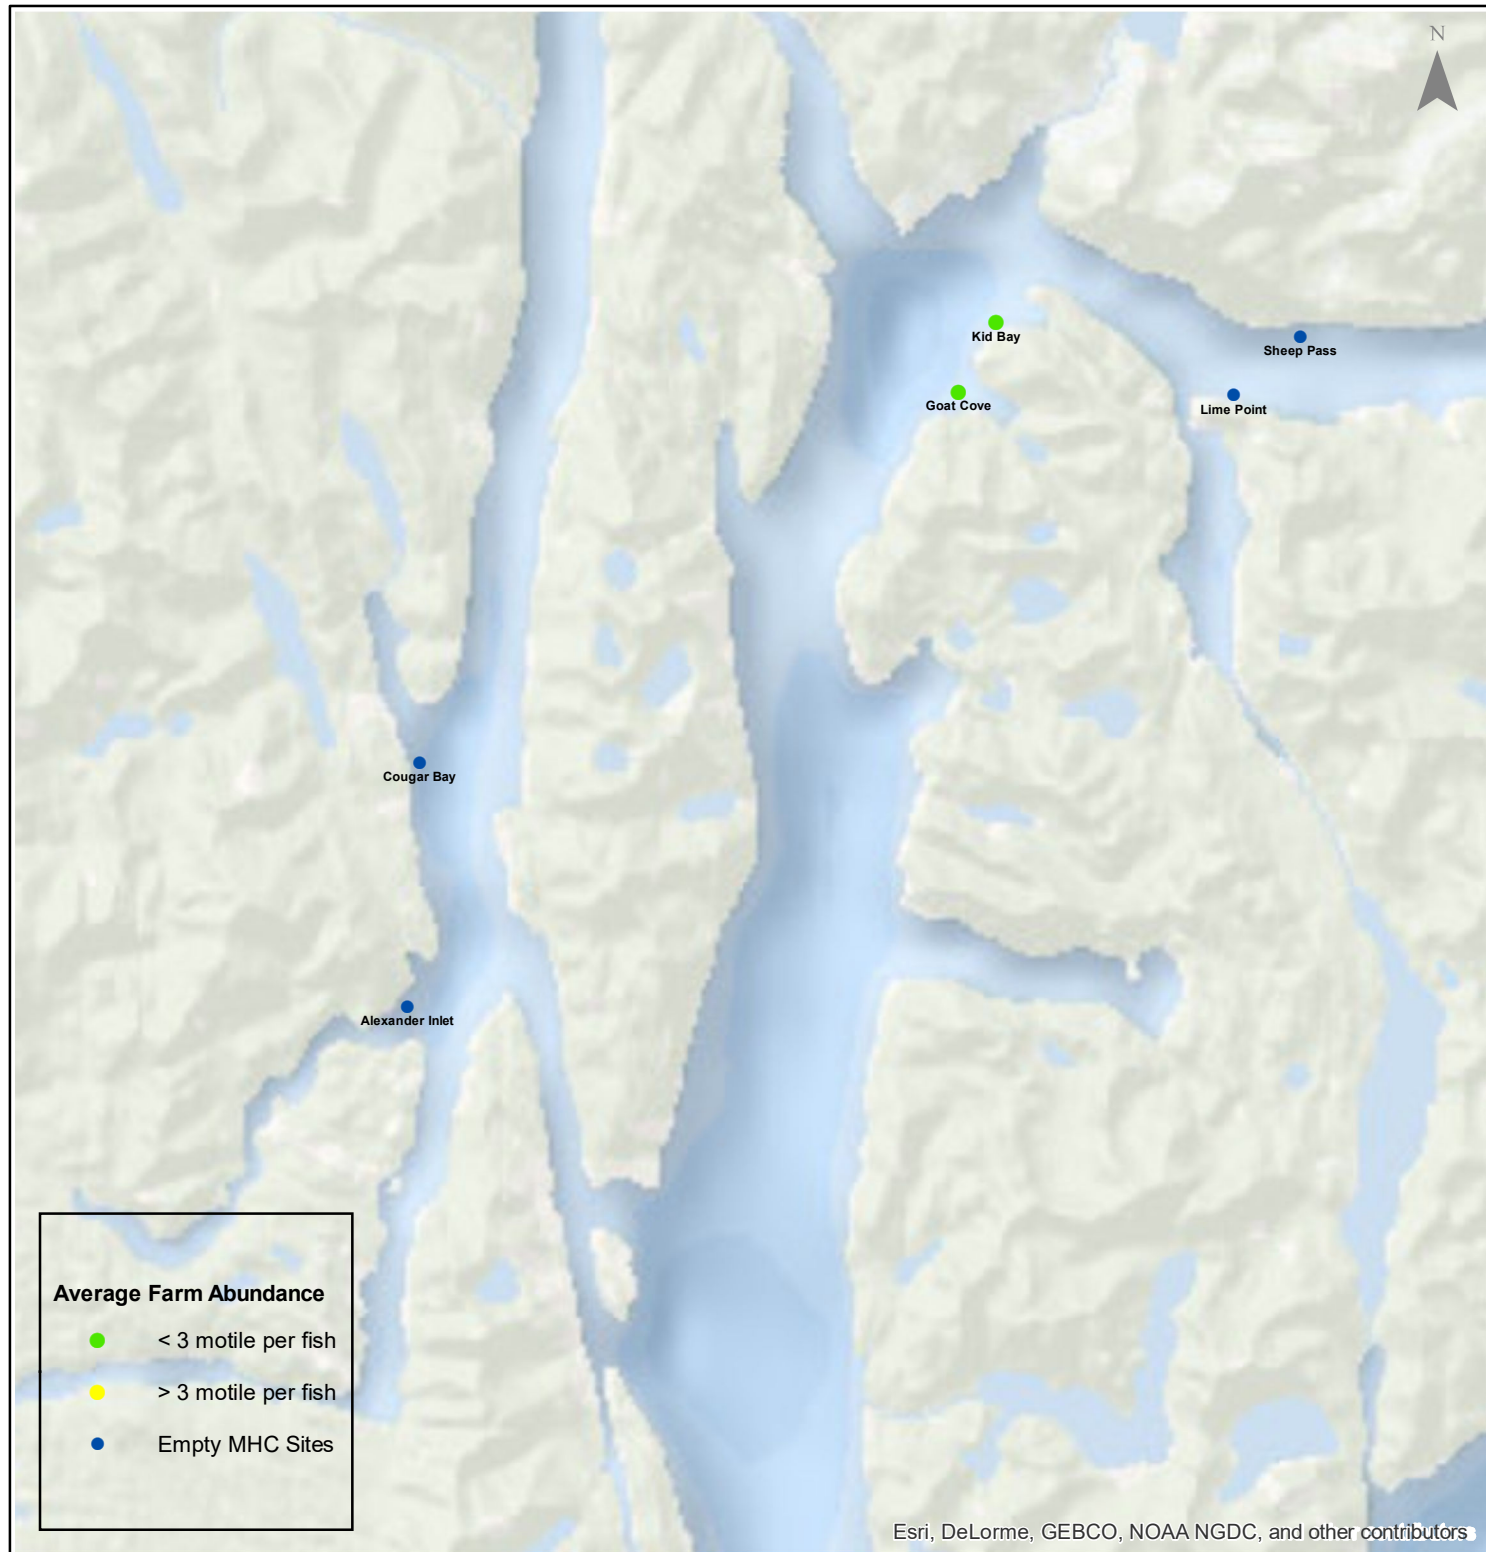 N
Kid Bay
Sheep Pass
Goat Cove
Lime Point
Cougar Bay
Alexander Inlet
Average Farm Abundance
< 3 motile per fish
> 3 motile per fish
Empty MHC Sites
Esri, DeLorme, GEBCO, NOAA NGDC, and other contributors